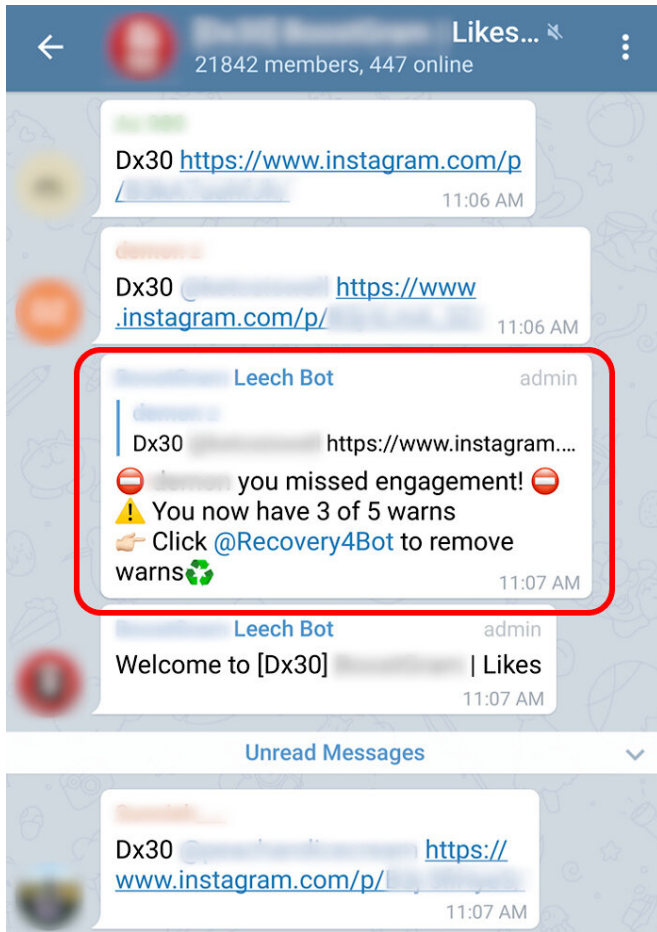 Likes...
21842 members, 447 online
Dx30 https://www.instagram.com/p
/
11:06 AM
Dx30 https://www
.instagram.com/p/
11:06 AM
Leech Bot admin
Dx30 https://www.instagram....
⛔ you missed engagement! ⛔
⚠️ You now have 3 of 5 warns
👉🏻 Click @Recovery4Bot to remove
warns♻️
11:07 AM
Leech Bot admin
Welcome to [Dx30] | Likes
11:07 AM
Unread Messages
Dx30 https://
www.instagram.com/p/
11:07 AM